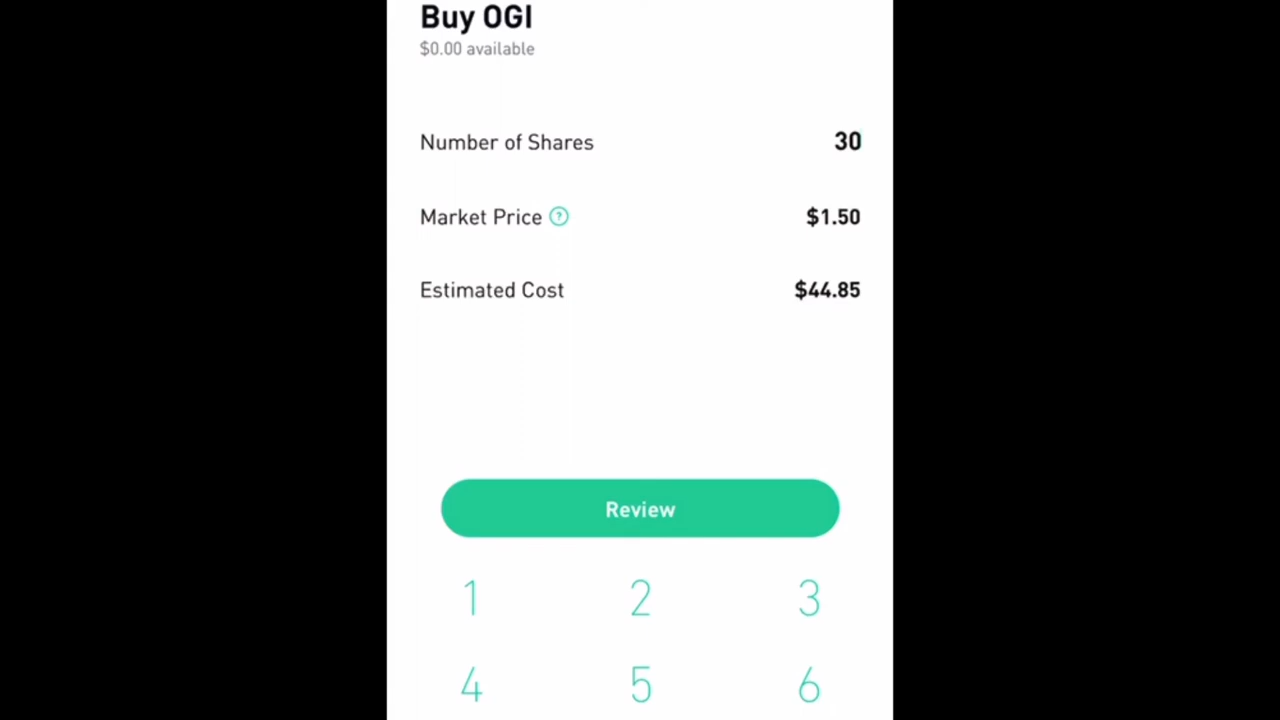 Buy OGI
$0.00 available
Number of Shares 30
Market Price ? $1.50
Estimated Cost $44.85
Review
1 2 3
4 5 6